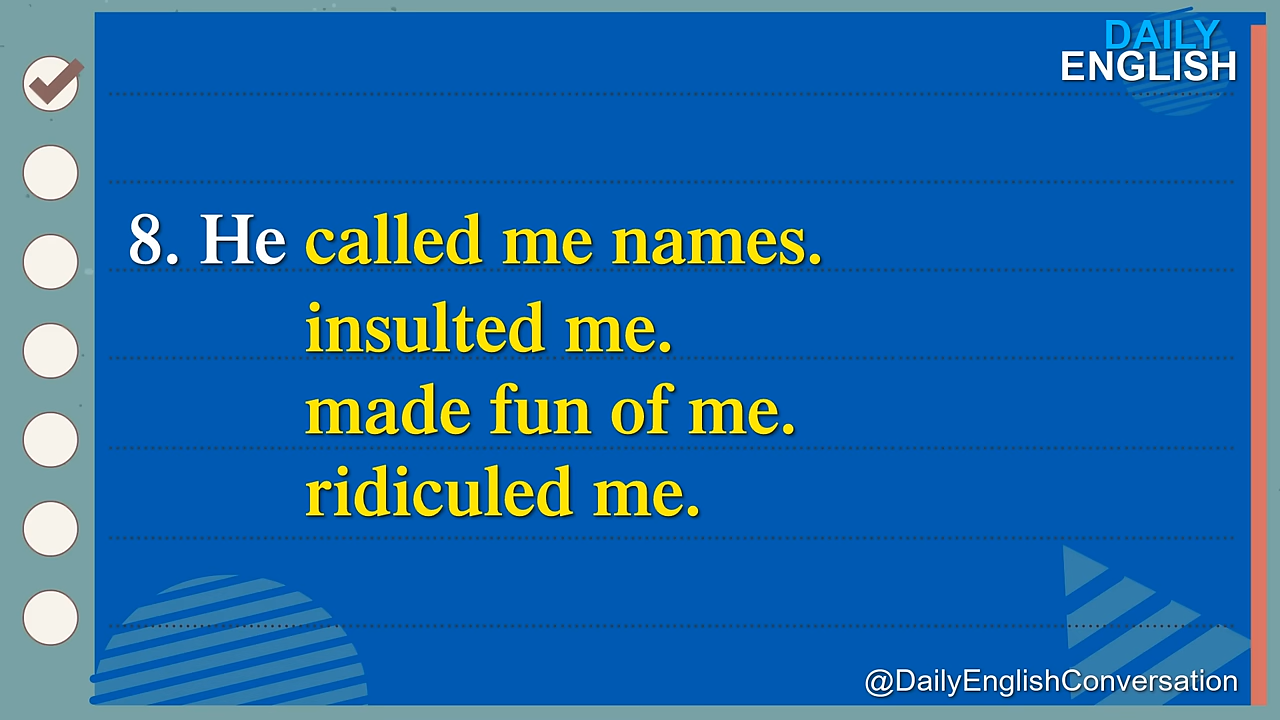 DAILY
ENGLISH
8. He called me names.
insulted me.
made fun of me.
ridiculed me.
@DailyEnglishConversation